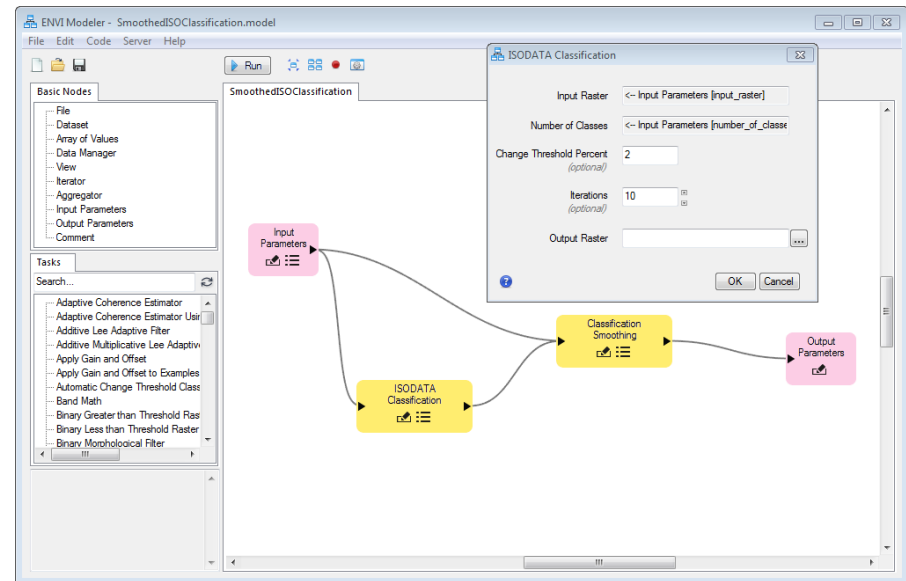 ENVI Modeler - SmoothedISOClassification.model
File Edit Code Server Help
Run
Basic Nodes
File
Dataset
Array of Values
Data Manager
View
Iterator
Aggregator
Input Parameters
Output Parameters
Comment
Tasks
Search...
Adaptive Coherence Estimator
Adaptive Coherence Estimator Usir
Additive Lee Adaptive Filter
Additive Multiplicative Lee Adaptiv
Apply Gain and Offset
Apply Gain and Offset to Examples
Automatic Change Threshold Class
Band Math
Binary Greater than Threshold Ras
Binary Less than Threshold Raster
Binary Morphological Filter
SmoothedISOClassification
Input
Parameters
ISODATA
Classification
Classification
Smoothing
Output
Parameters
ISODATA Classification
Input Raster <-- Input Parameters [input_raster]
Number of Classes <-- Input Parameters [number_of_classe
Change Threshold Percent 2
(optional)
Iterations 10
(optional)
Output Raster ...
? OK Cancel